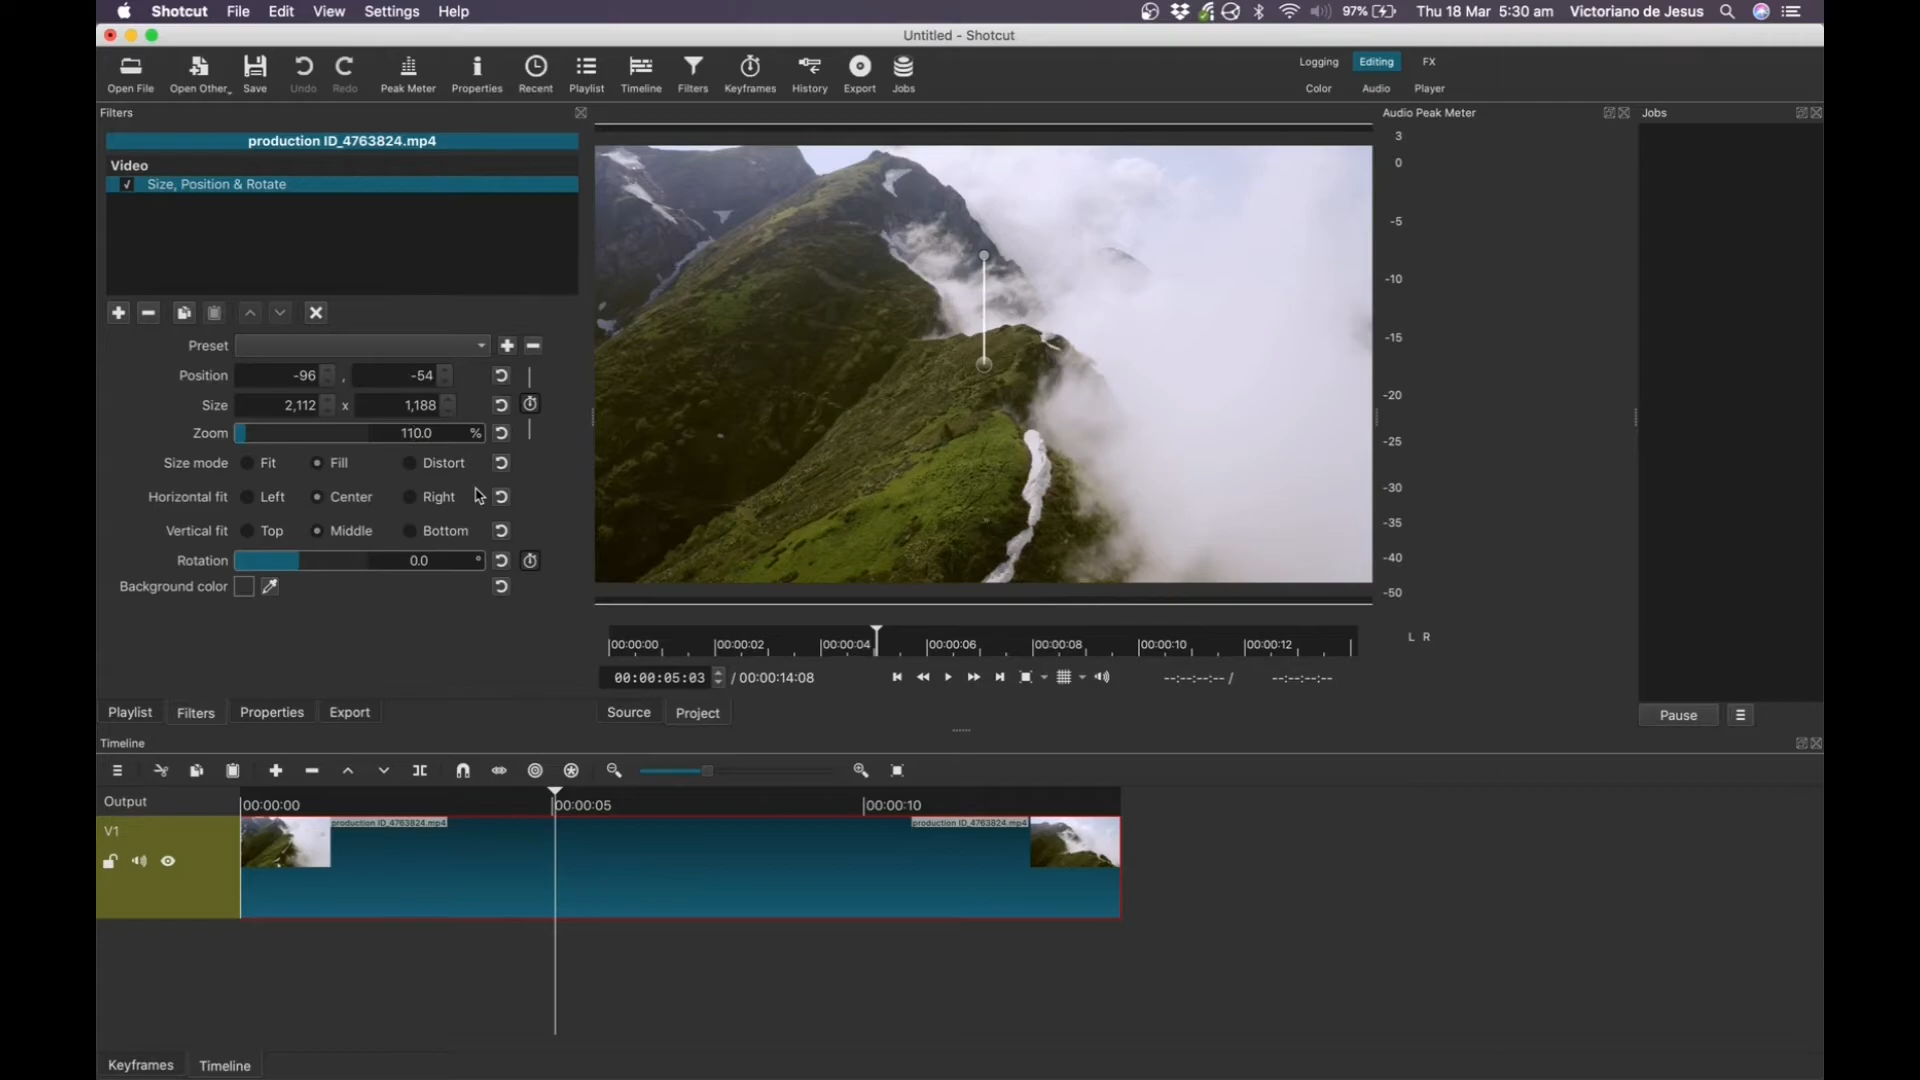 Shotcut File Edit View Settings Help 97% Thu 18 Mar 5:30 am Victoriano de Jesus
Untitled - Shotcut
Open File Open Other... Save Undo Redo Peak Meter Properties Recent Playlist Timeline Filters Keyframes History Export Jobs
Logging Editing FX
Color Audio Player
Filters
production ID_4763824.mp4
Video
Size, Position & Rotate
Preset
Position -96 , -54
Size 2,112 x 1,188
Zoom 110.0 %
Size mode Fit Fill Distort
Horizontal fit Left Center Right
Vertical fit Top Middle Bottom
Rotation 0.0 °
Background color
Playlist Filters Properties Export
00:00:00 00:00:02 00:00:04 00:00:06 00:00:08 00:00:10 00:00:12
00:00:05:03 / 00:00:14:08 --:--:--:-- / --:--:--:--
Source Project
Audio Peak Meter
3
0
-5
-10
-15
-20
-25
-30
-35
-40
-50
L R
Jobs
Pause
Timeline
Output 00:00:00 00:00:05 00:00:10
V1
production ID_4763824.mp4 production ID_4763824.mp4
Keyframes Timeline